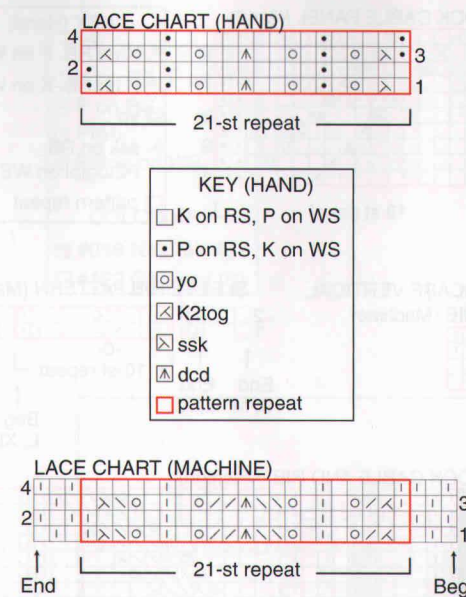 LACE CHART (HAND)
4
3
2
1
21-st repeat
KEY (HAND)
K on RS, P on WS
P on RS, K on WS
yo
K2tog
ssk
dcd
pattern repeat
LACE CHART (MACHINE)
4
3
2
1
21-st repeat
End
Beg